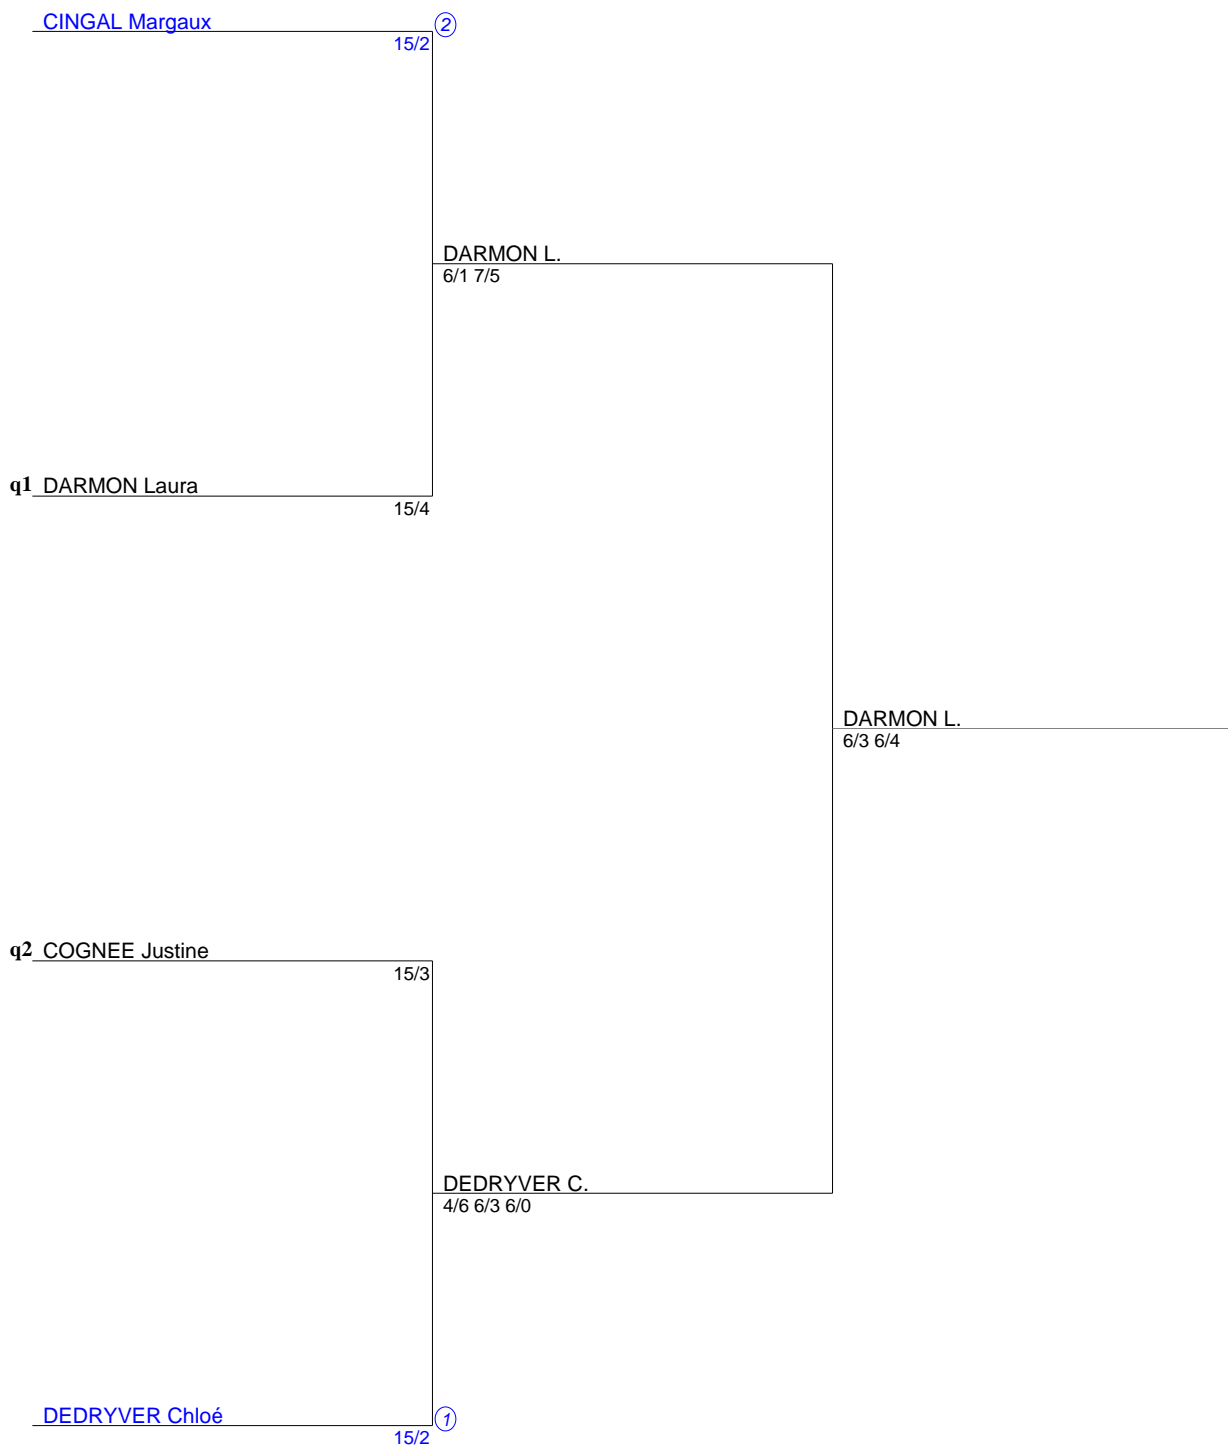 CINGAL Margaux 2
15/2
DARMON L.
6/1 7/5
q1 DARMON Laura
15/4
DARMON L.
6/3 6/4
q2 COGNEE Justine
15/3
DEDRYVER C.
4/6 6/3 6/0
DEDRYVER Chloé 1
15/2